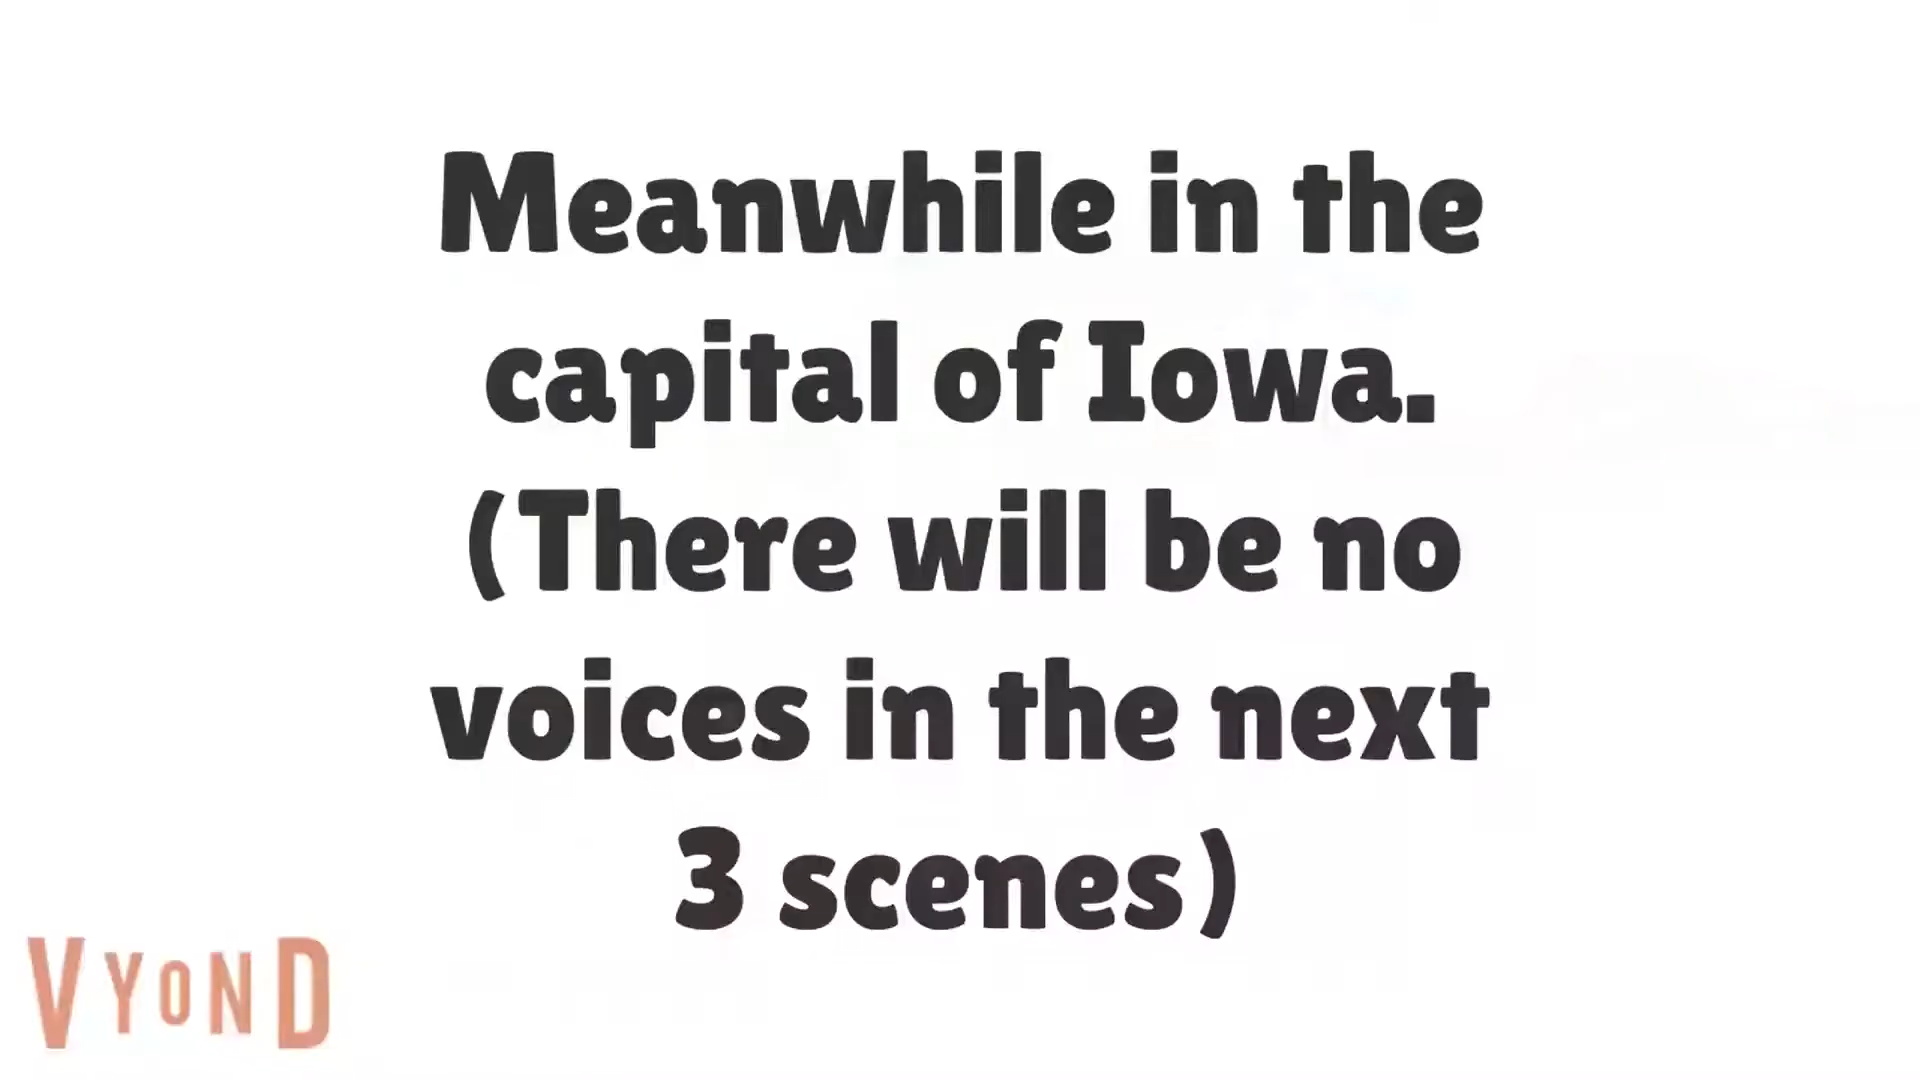 Meanwhile in the
capital of Iowa.
(There will be no
voices in the next
3 scenes)
VYOND